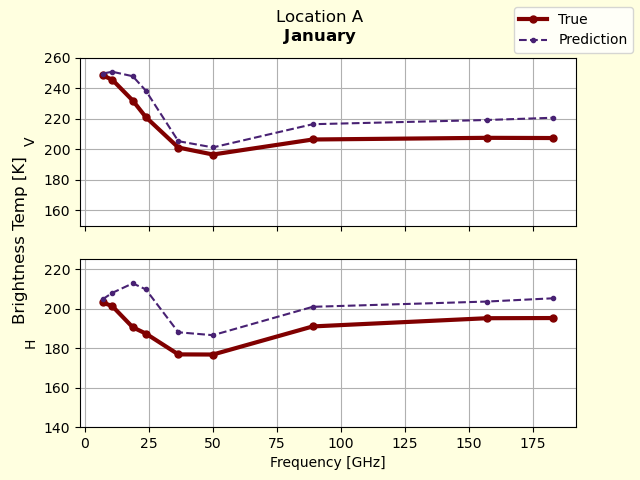 Location A
January
True
Prediction
260
240
220
200
180
160
V
Brightness Temp [K]
220
200
180
160
140
H
0 25 50 75 100 125 150 175
Frequency [GHz]